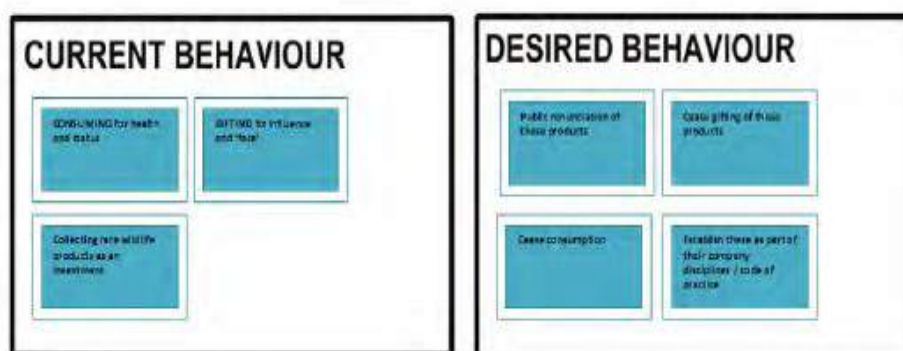 CURRENT BEHAVIOUR
CONSUMING for health
and status
GIFTING for influence
and 'face'
Collecting rare wildlife
products as an
investment
DESIRED BEHAVIOUR
Public renunciation of
these products
Cease gifting of these
products
Cease consumption
Establish these as part of
their company
disciplines / code of
practice